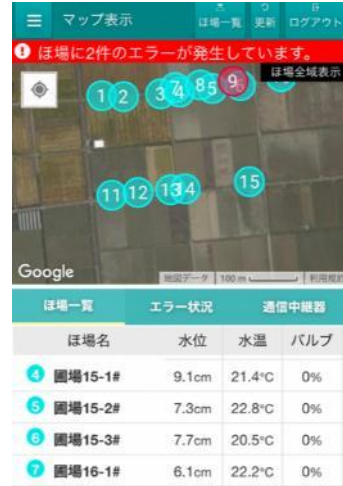 マップ表示
ほ場一覧 更新 ログアウト
ほ場に2件のエラーが発生しています。
ほ場全域表示
1 2 3 7 4 8 5 9
11 12 13 14 15
Google
地図データ 100 m 利用規約
ほ場一覧 エラー状況 通信中継器
ほ場名 水位 水温 バルブ
4 圃場15-1# 9.1cm 21.4°C 0%
5 圃場15-2# 7.3cm 22.8°C 0%
6 圃場15-3# 7.7cm 20.5°C 0%
7 圃場16-1# 6.1cm 22.2°C 0%